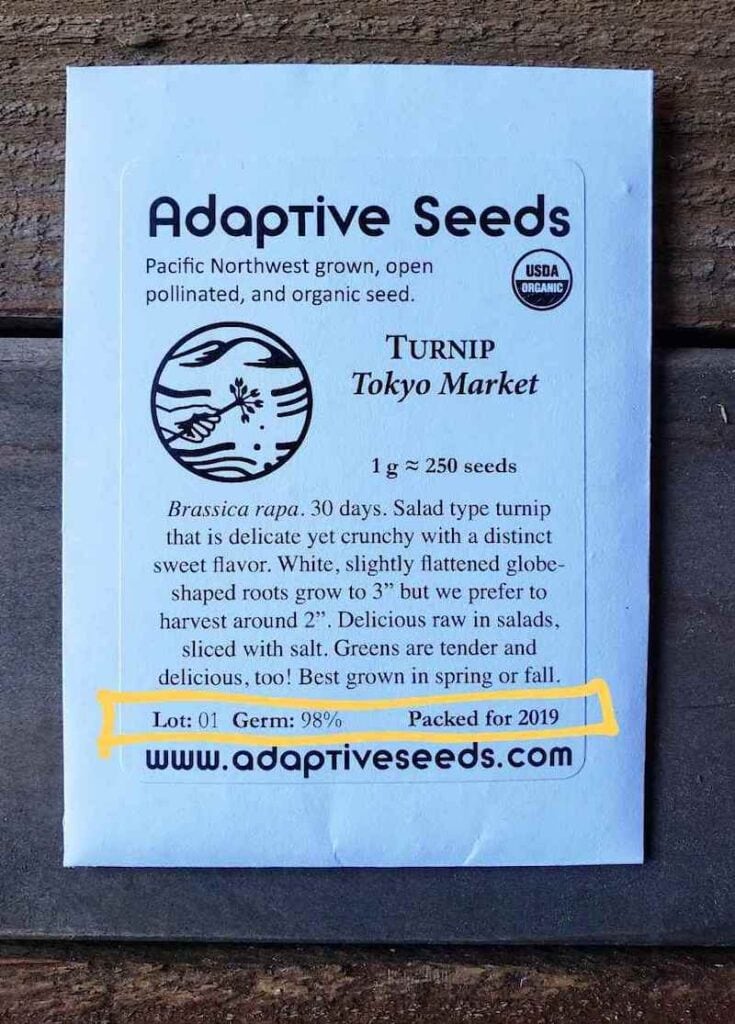 Adaptive Seeds
Pacific Northwest grown, open
pollinated, and organic seed.
USDA
ORGANIC
TURNIP
Tokyo Market
1 g ≈ 250 seeds
Brassica rapa. 30 days. Salad type turnip
that is delicate yet crunchy with a distinct
sweet flavor. White, slightly flattened globe-
shaped roots grow to 3” but we prefer to
harvest around 2”. Delicious raw in salads,
sliced with salt. Greens are tender and
delicious, too! Best grown in spring or fall.
Lot: 01 Germ: 98% Packed for 2019
www.adaptiveseeds.com